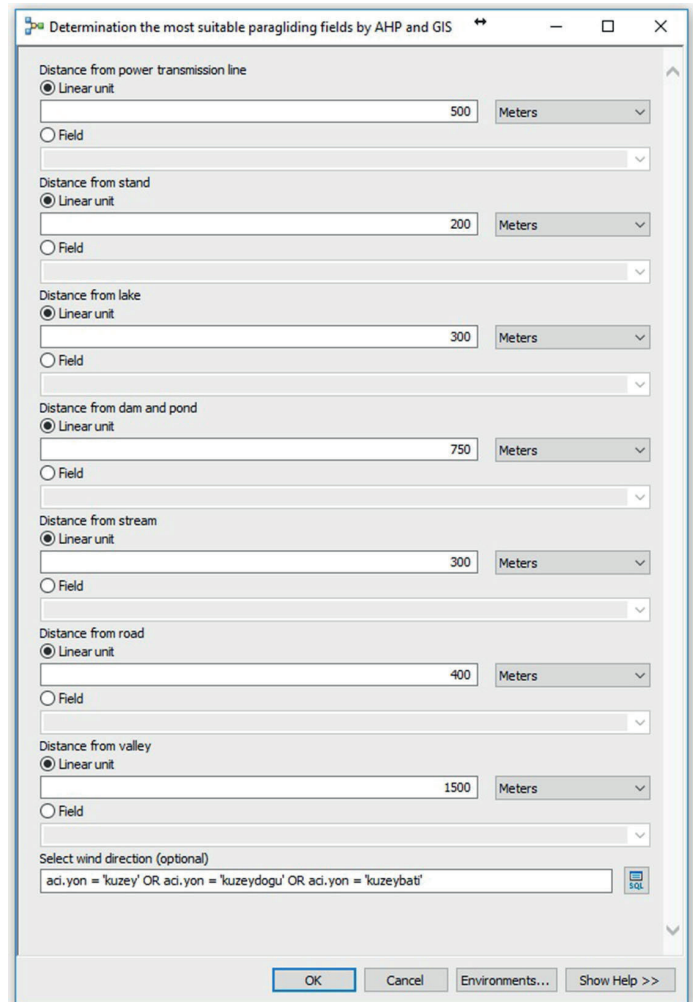 Determination the most suitable paragliding fields by AHP and GIS
Distance from power transmission line
Linear unit
500 Meters
Field
Distance from stand
Linear unit
200 Meters
Field
Distance from lake
Linear unit
300 Meters
Field
Distance from dam and pond
Linear unit
750 Meters
Field
Distance from stream
Linear unit
300 Meters
Field
Distance from road
Linear unit
400 Meters
Field
Distance from valley
Linear unit
1500 Meters
Field
Select wind direction (optional)
aci.yon = 'kuzey' OR aci.yon = 'kuzeydogu' OR aci.yon = 'kuzeybati'
SQL
OK Cancel Environments... Show Help >>